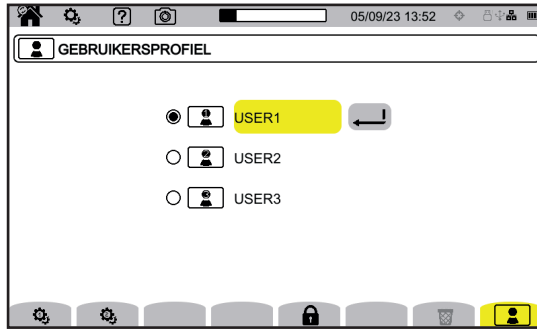 05/09/23 13:52
GEBRUIKERSPROFIEL
USER1
USER2
USER3